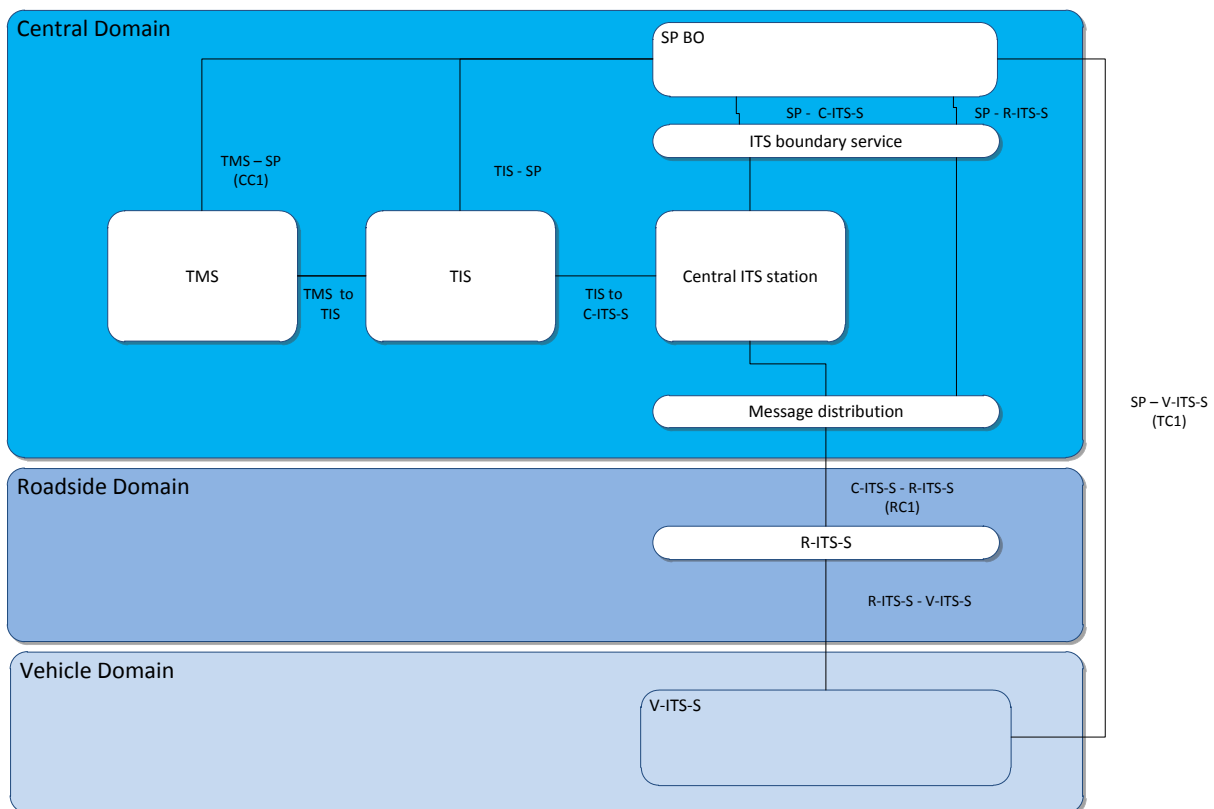 Central Domain
SP BO
SP - C-ITS-S
SP - R-ITS-S
ITS boundary service
TMS – SP
(CC1)
TIS - SP
TMS
TIS
Central ITS station
TMS to
TIS
TIS to
C-ITS-S
Message distribution
SP – V-ITS-S
(TC1)
Roadside Domain
C-ITS-S - R-ITS-S
(RC1)
R-ITS-S
R-ITS-S - V-ITS-S
Vehicle Domain
V-ITS-S